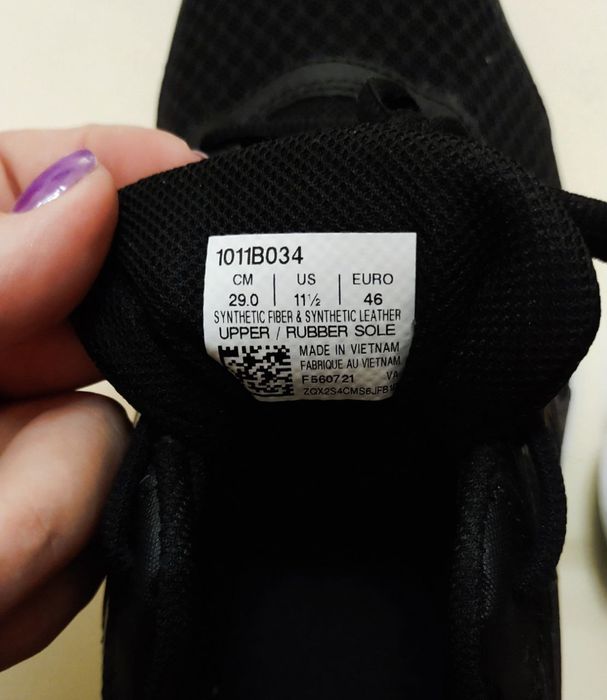 1011B034
CM US EURO
29.0 11½ 46
SYNTHETIC FIBER & SYNTHETIC LEATHER
UPPER / RUBBER SOLE
MADE IN VIETNAM
FABRIQUE AU VIETNAM
F560721 VA